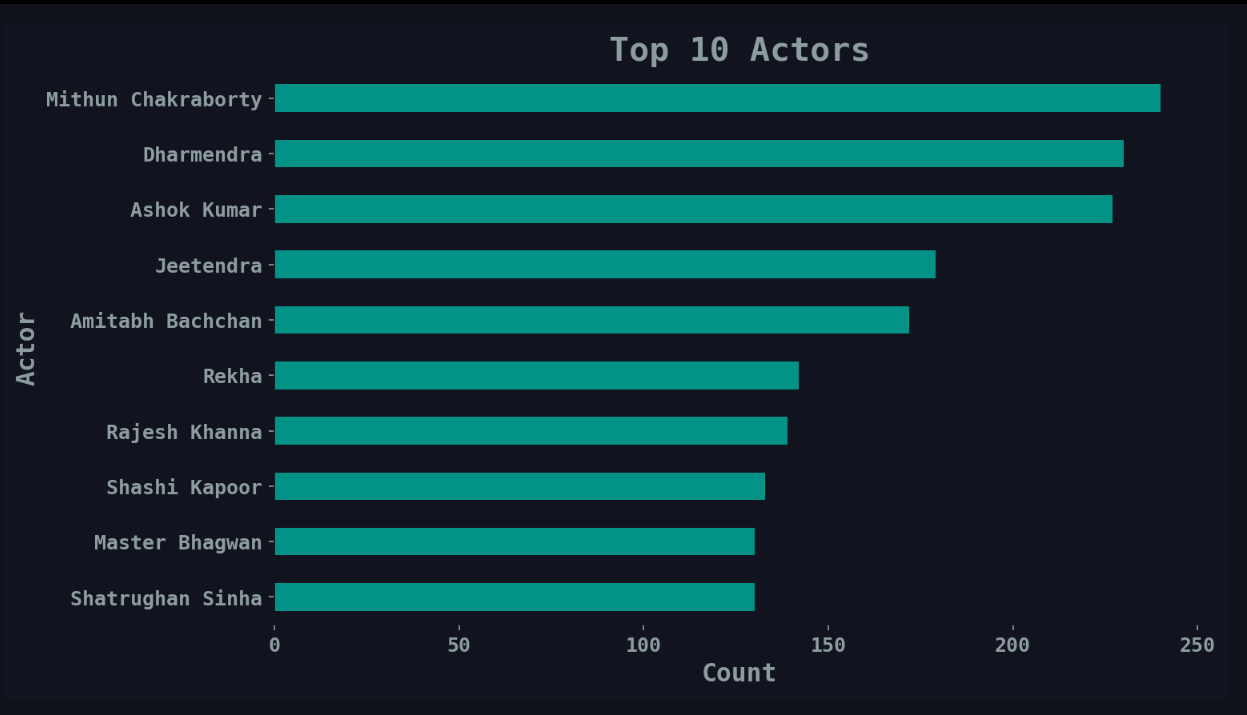 Top 10 Actors
Mithun Chakraborty
Dharmendra
Ashok Kumar
Jeetendra
Amitabh Bachchan
Rekha
Rajesh Khanna
Shashi Kapoor
Master Bhagwan
Shatrughan Sinha
Actor
0 50 100 150 200 250
Count